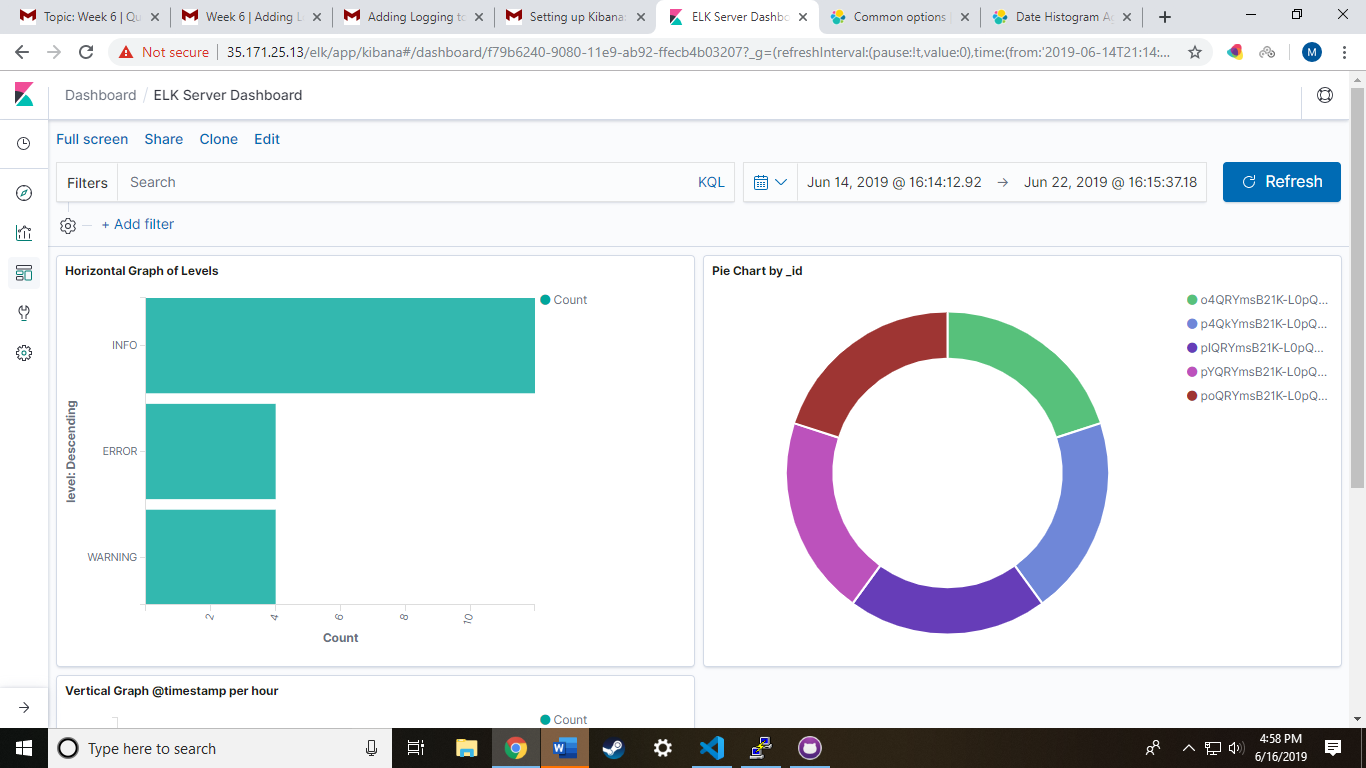 Topic: Week 6 | Qu
Week 6 | Adding L
Adding Logging to
Setting up Kibana:
ELK Server Dashbo
Common options |
Date Histogram Ag
Not secure
35.171.25.13/elk/app/kibana#/dashboard/f79b6240-9080-11e9-ab92-ffecb4b03207?_g=(refreshInterval:(pause:!t,value:0),time:(from:'2019-06-14T21:14:...
M
Dashboard / ELK Server Dashboard
Full screen Share Clone Edit
Filters Search KQL
Jun 14, 2019 @ 16:14:12.92 → Jun 22, 2019 @ 16:15:37.18
Refresh
+ Add filter
Horizontal Graph of Levels
Count
INFO
ERROR
WARNING
level: Descending
2 4 6 8 10
Count
Pie Chart by _id
o4QRYmsB21K-L0pQ...
p4QkYmsB21K-L0pQ...
pIQRYmsB21K-L0pQ...
pYQRYmsB21K-L0pQ...
poQRYmsB21K-L0pQ...
Vertical Graph @timestamp per hour
Count
Type here to search
4:58 PM
6/16/2019